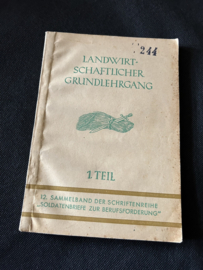 244
LANDWIRT-
SCHAFTLICHER
GRUNDLEHRGANG
1. TEIL
12. SAMMELBAND DER SCHRIFTENREIHE
„SOLDATENBRIEFE ZUR BERUFSFÖRDERUNG"